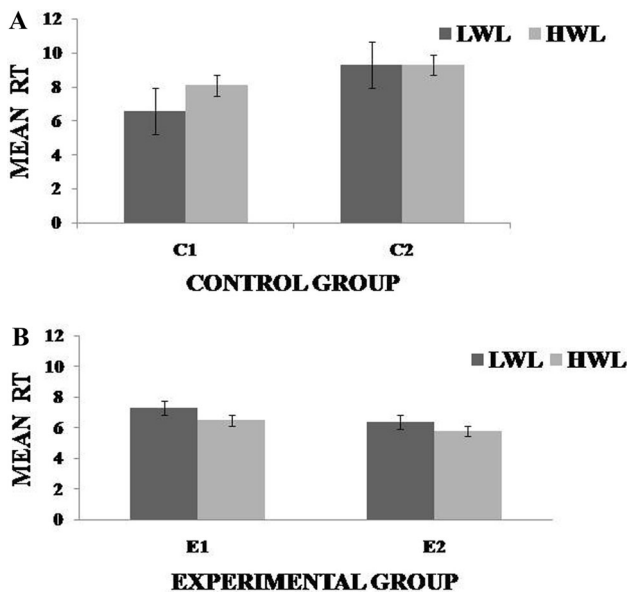 A
12
10
8
6
4
2
0
MEAN RT
LWL HWL
C1 C2
CONTROL GROUP
B
12
10
8
6
4
2
0
MEAN RT
LWL HWL
E1 E2
EXPERIMENTAL GROUP